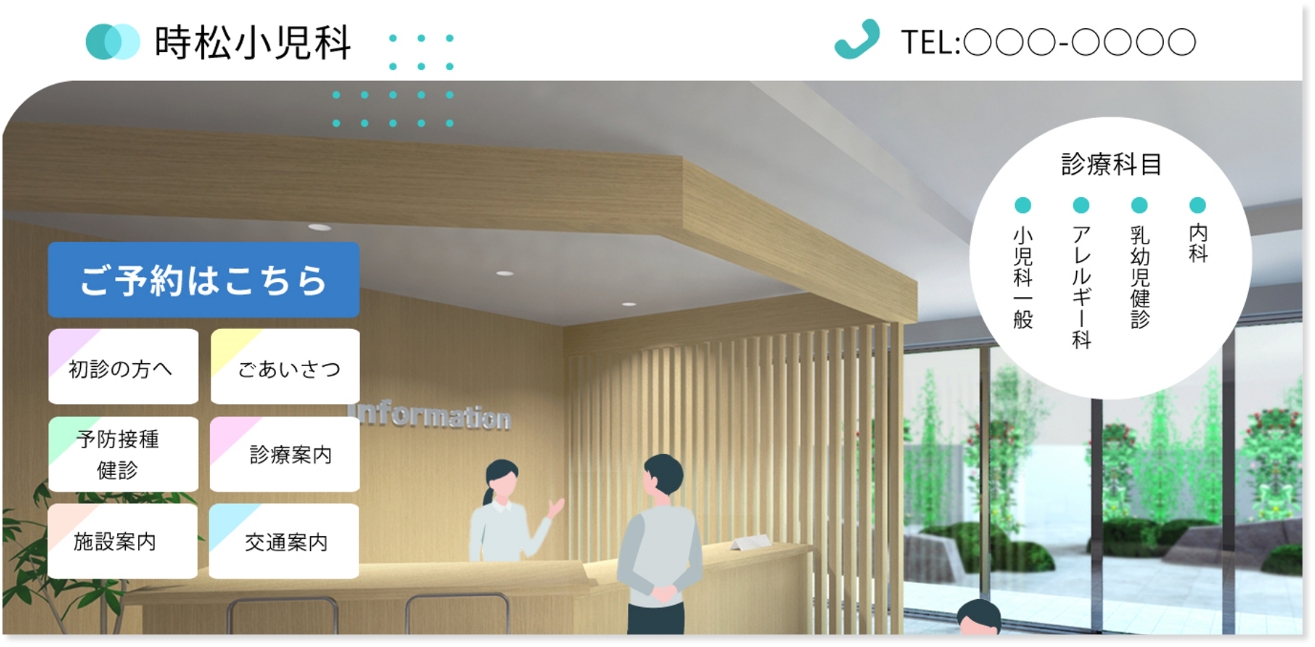 時松小児科
TEL:〇〇〇-〇〇〇〇
診療科目
小児科一般
アレルギー科
乳幼児健診
内科
ご予約はこちら
初診の方へ
ごあいさつ
予防接種
健診
診療案内
施設案内
交通案内
Information